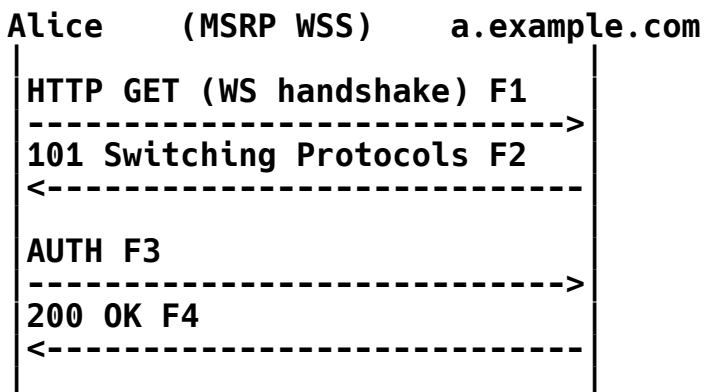 Alice    (MSRP WSS)    a.example.com
|                             |
|HTTP GET (WS handshake) F1   |
|---------------------------->|
|101 Switching Protocols F2   |
|<----------------------------|
|                             |
|AUTH F3                      |
|---------------------------->|
|200 OK F4                    |
|<----------------------------|
|                             |